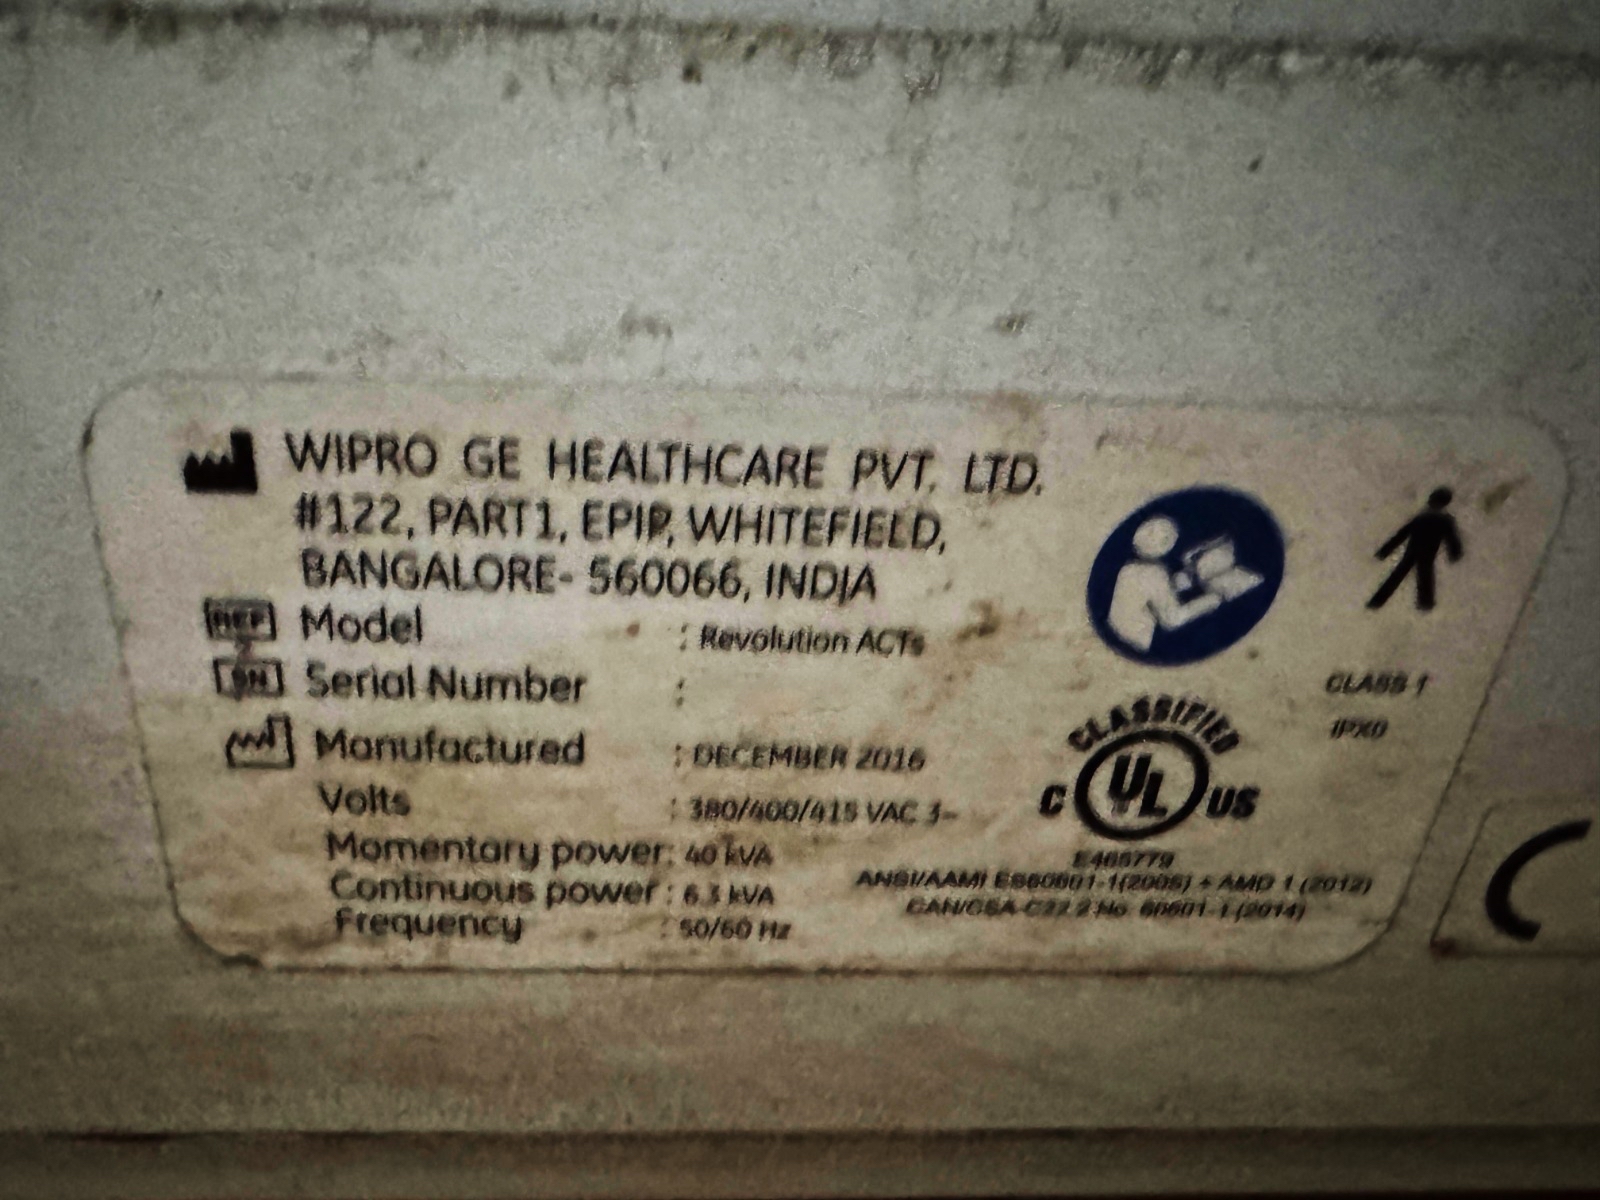 WIPRO GE HEALTHCARE PVT. LTD.
#122, PART1, EPIP, WHITEFIELD,
BANGALORE- 560066, INDIA
REF Model : Revolution ACTs
SN Serial Number :
Manufactured : DECEMBER 2016
Volts : 380/400/415 VAC 3~
Momentary power: 40 kVA
Continuous power : 6.3 kVA
Frequency : 50/60 Hz
CLASS 1
IPX0
CLASSIFIED
C UL US
E465779
ANSI/AAMI ES60601-1(2005) + AMD 1 (2012)
CAN/CSA-C22.2 No. 60601-1 (2014)